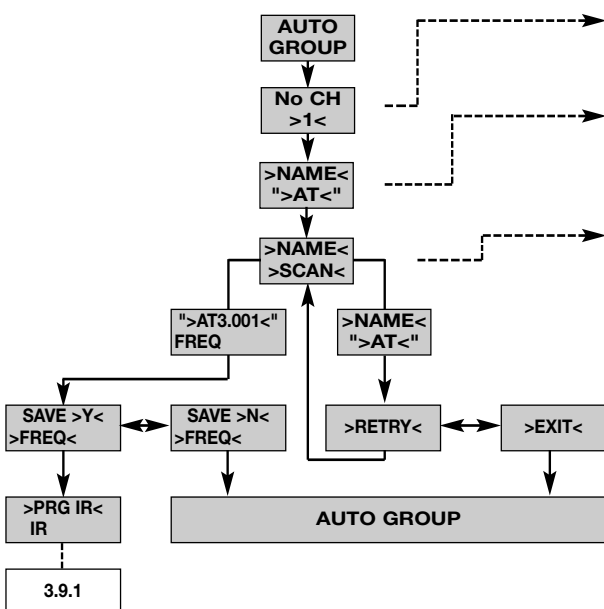 AUTO
GROUP
No CH
>1<
>NAME<
">AT<"
>NAME<
>SCAN<
">AT3.001<"
FREQ
>NAME<
">AT<"
SAVE >Y<
>FREQ<
SAVE >N<
>FREQ<
>RETRY<
>EXIT<
>PRG IR<
IR
AUTO GROUP
3.9.1